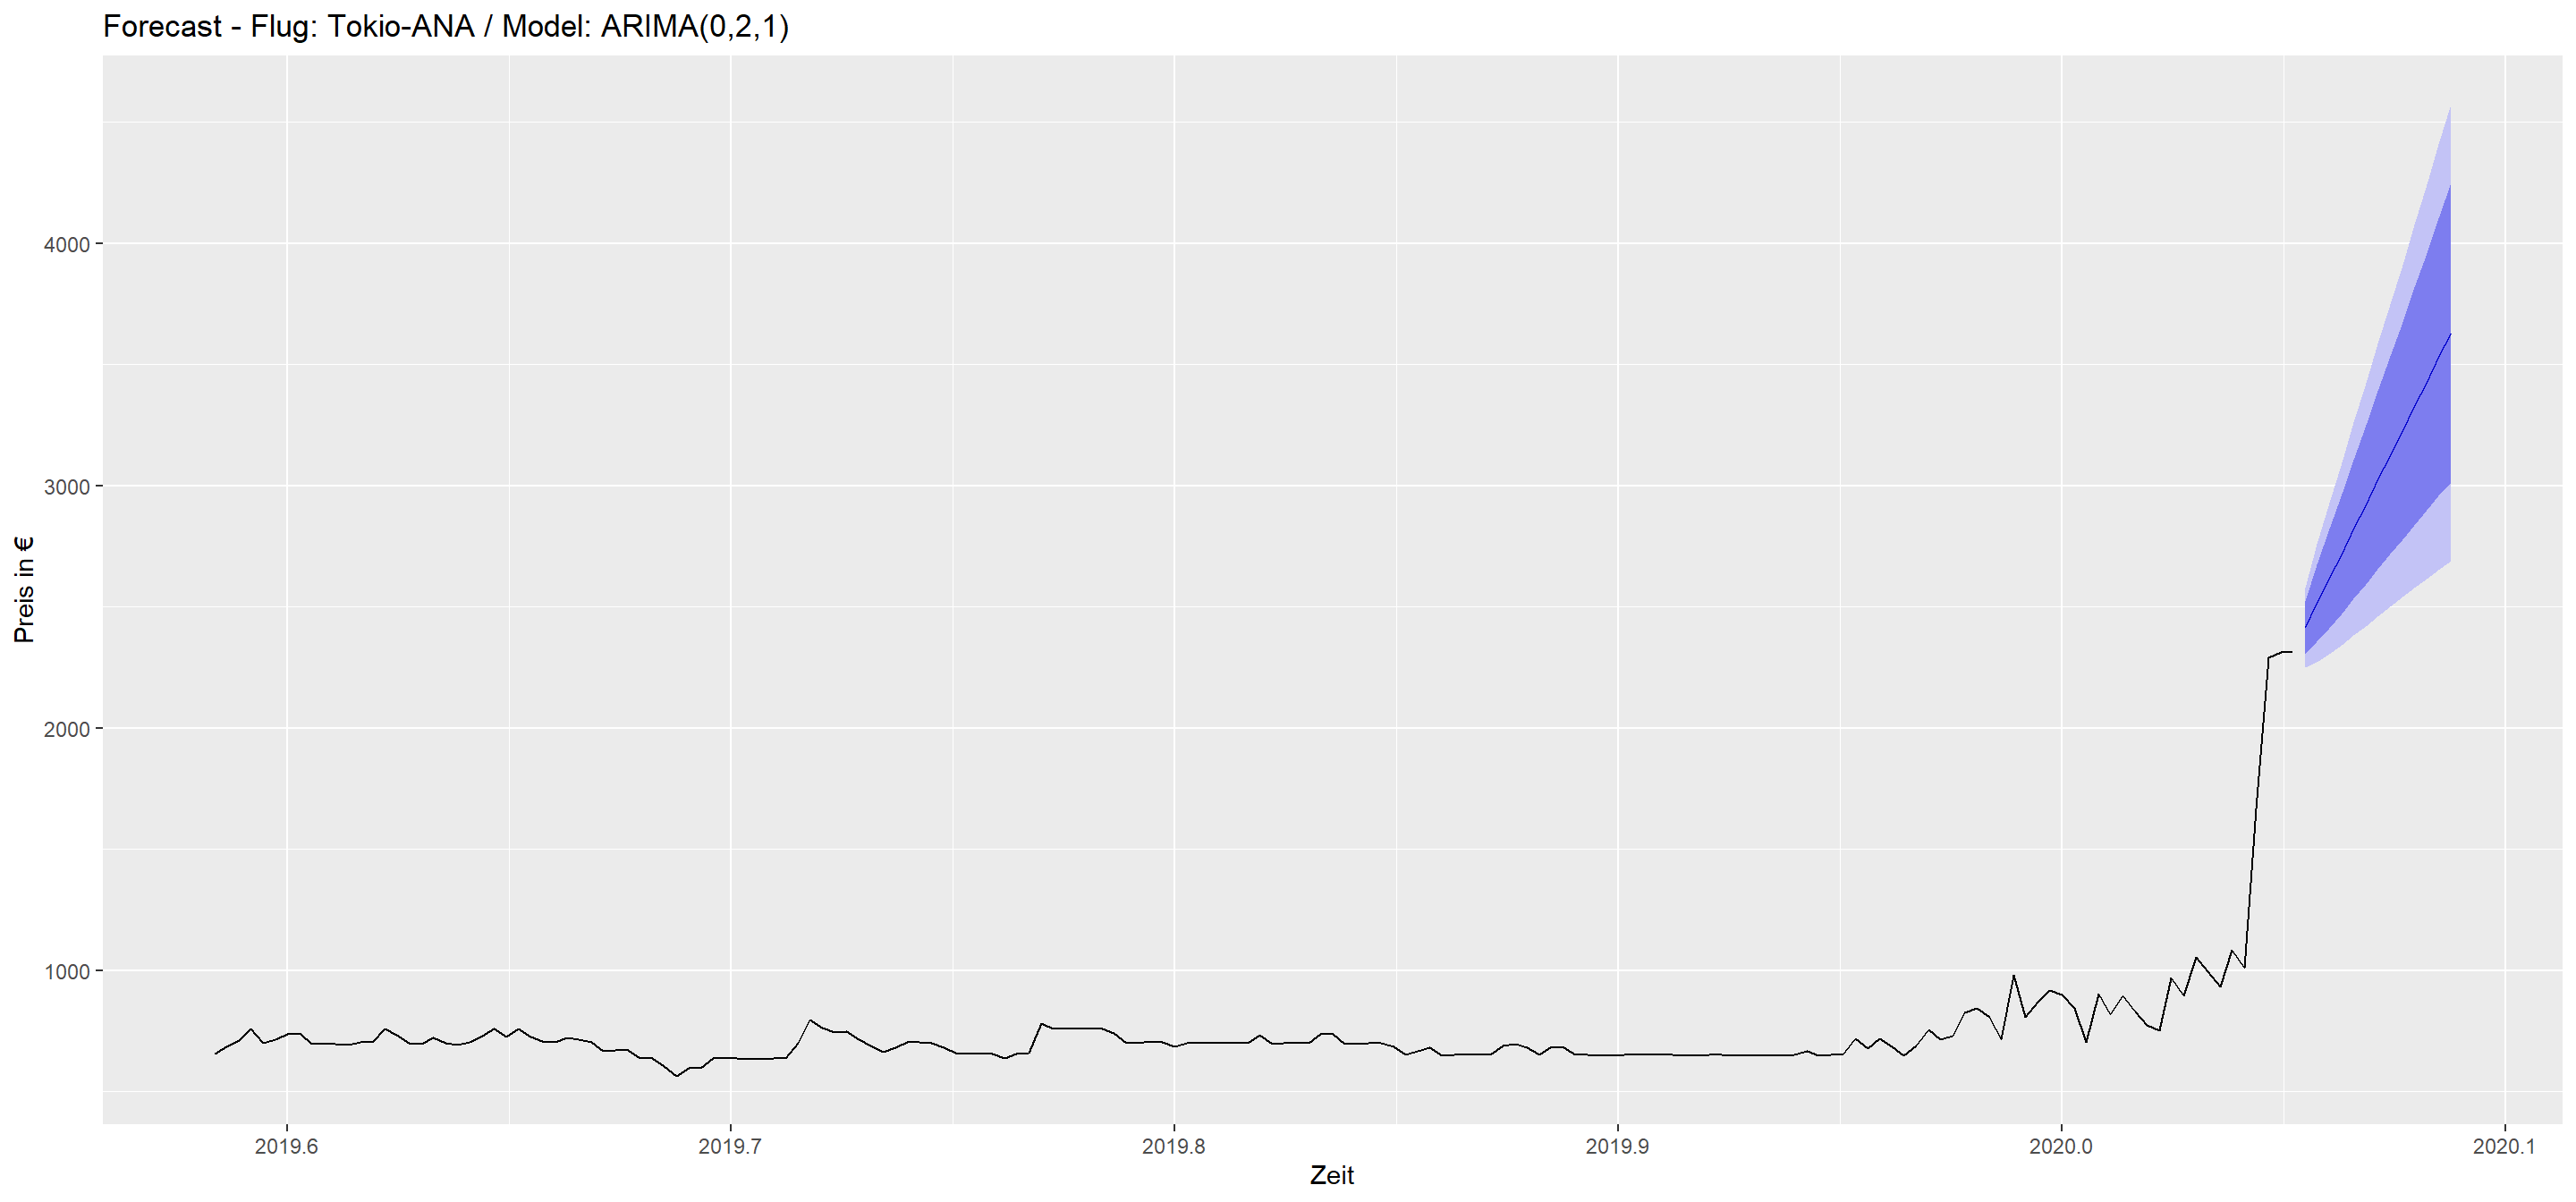 Forecast - Flug: Tokio-ANA / Model: ARIMA(0,2,1)
Preis in €
4000
3000
2000
1000
2019.6 2019.7 2019.8 2019.9 2020.0 2020.1
Zeit